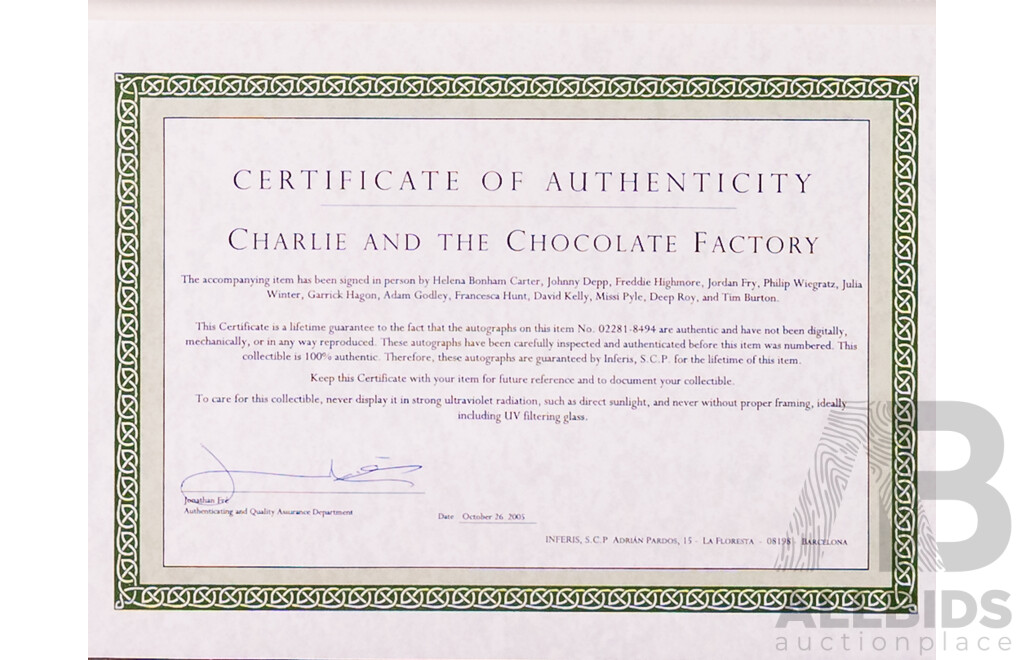 CERTIFICATE OF AUTHENTICITY
CHARLIE AND THE CHOCOLATE FACTORY
The accompanying item has been signed in person by Helena Bonham Carter, Johnny Depp, Freddie Highmore, Jordan Fry, Philip Wiegratz, Julia
Winter, Garrick Hagon, Adam Godley, Francesca Hunt, David Kelly, Missi Pyle, Deep Roy, and Tim Burton.
This Certificate is a lifetime guarantee to the fact that the autographs on this item No. 02281-8494 are authentic and have not been digitally,
mechanically, or in any way reproduced. These autographs have been carefully inspected and authenticated before this item was numbered. This
collectible is 100% authentic. Therefore, these autographs are guaranteed by Inferis, S.C.P. for the lifetime of this item.
Keep this Certificate with your item for future reference and to document your collectible.
To care for this collectible, never display it in strong ultraviolet radiation, such as direct sunlight, and never without proper framing, ideally
including UV filtering glass.
Jonathan
Authenticating and Quality Assurance Department
Date October 26 2005
INFERIS, S.C.P ADRIÁN PARDOS, 15 - LA FLORESTA - 08198 - BARCELONA
AB
ALLBIDS
auctionplace